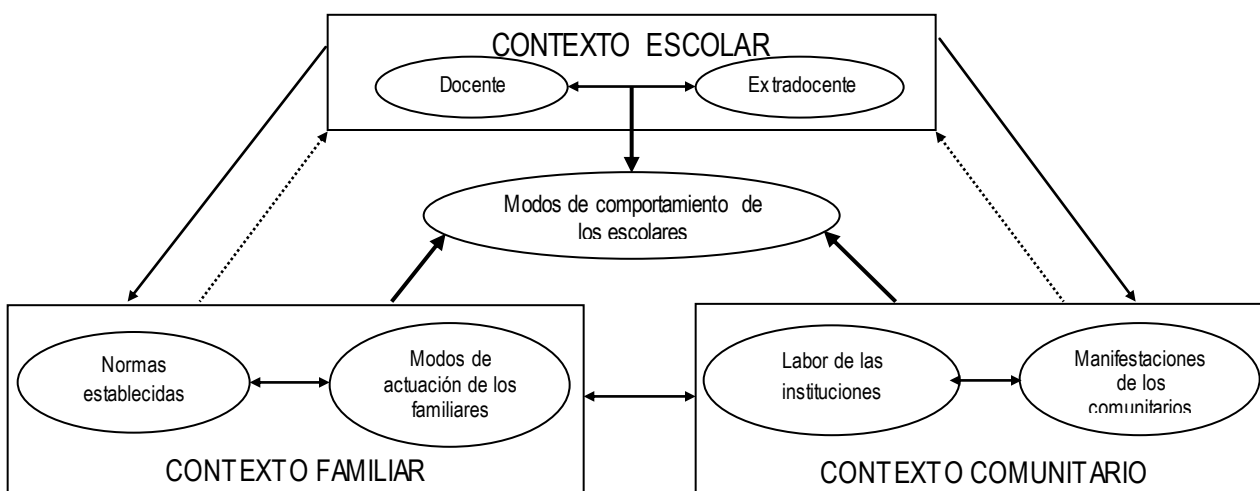 CONTEXTO ESCOLAR
Docente
Extradocente
Modos de comportamiento de
los escolares
Normas
establecidas
Modos de
actuación de los
familiares
CONTEXTO FAMILIAR
Labor de las
instituciones
Manifestaciones
de los
comunitarios
CONTEXTO COMUNITARIO